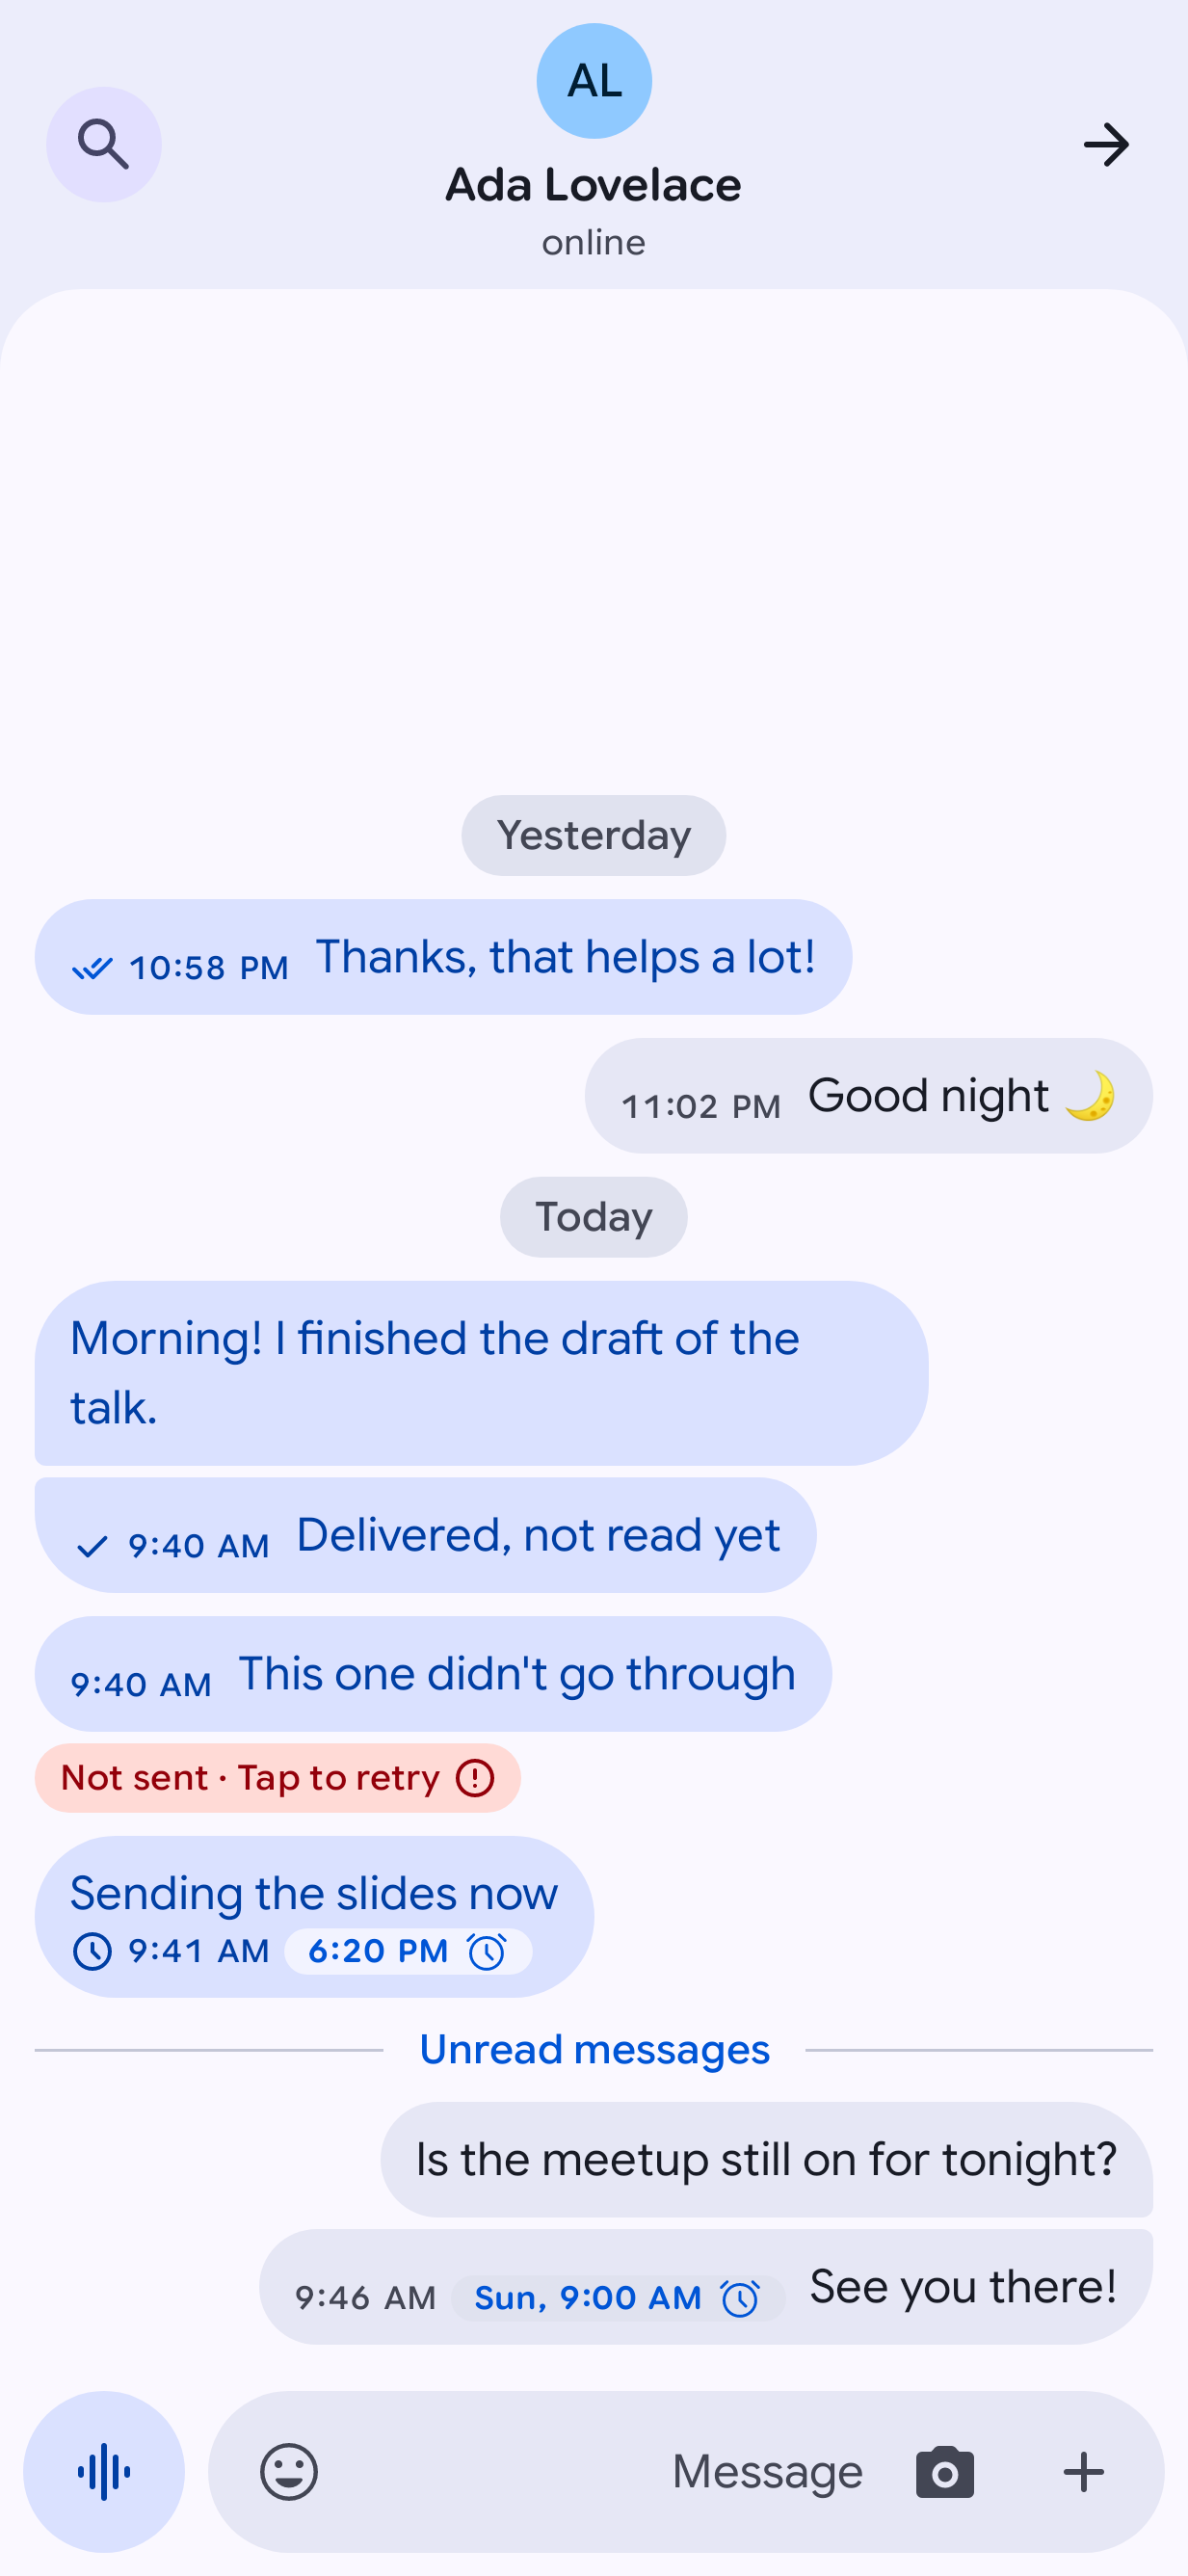 AL
Ada Lovelace
online
Yesterday
10:58 PM Thanks, that helps a lot!
11:02 PM Good night 🌙
Today
Morning! I finished the draft of the
talk.
9:40 AM Delivered, not read yet
9:40 AM This one didn't go through
Not sent · Tap to retry
Sending the slides now
9:41 AM 6:20 PM
Unread messages
Is the meetup still on for tonight?
9:46 AM Sun, 9:00 AM See you there!
Message